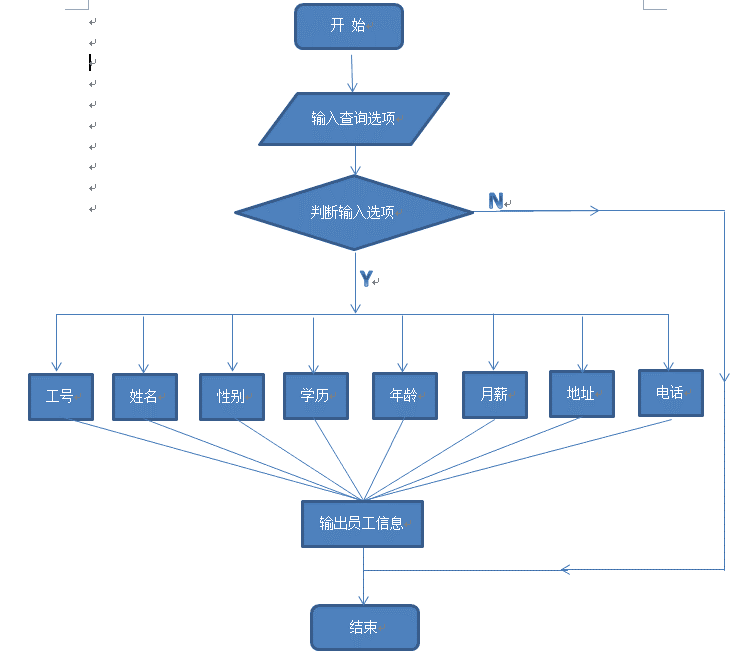 开 始
输入查询选项
判断输入选项
N
Y
工号
姓名
性别
学历
年龄
月薪
地址
电话
输出员工信息
结束